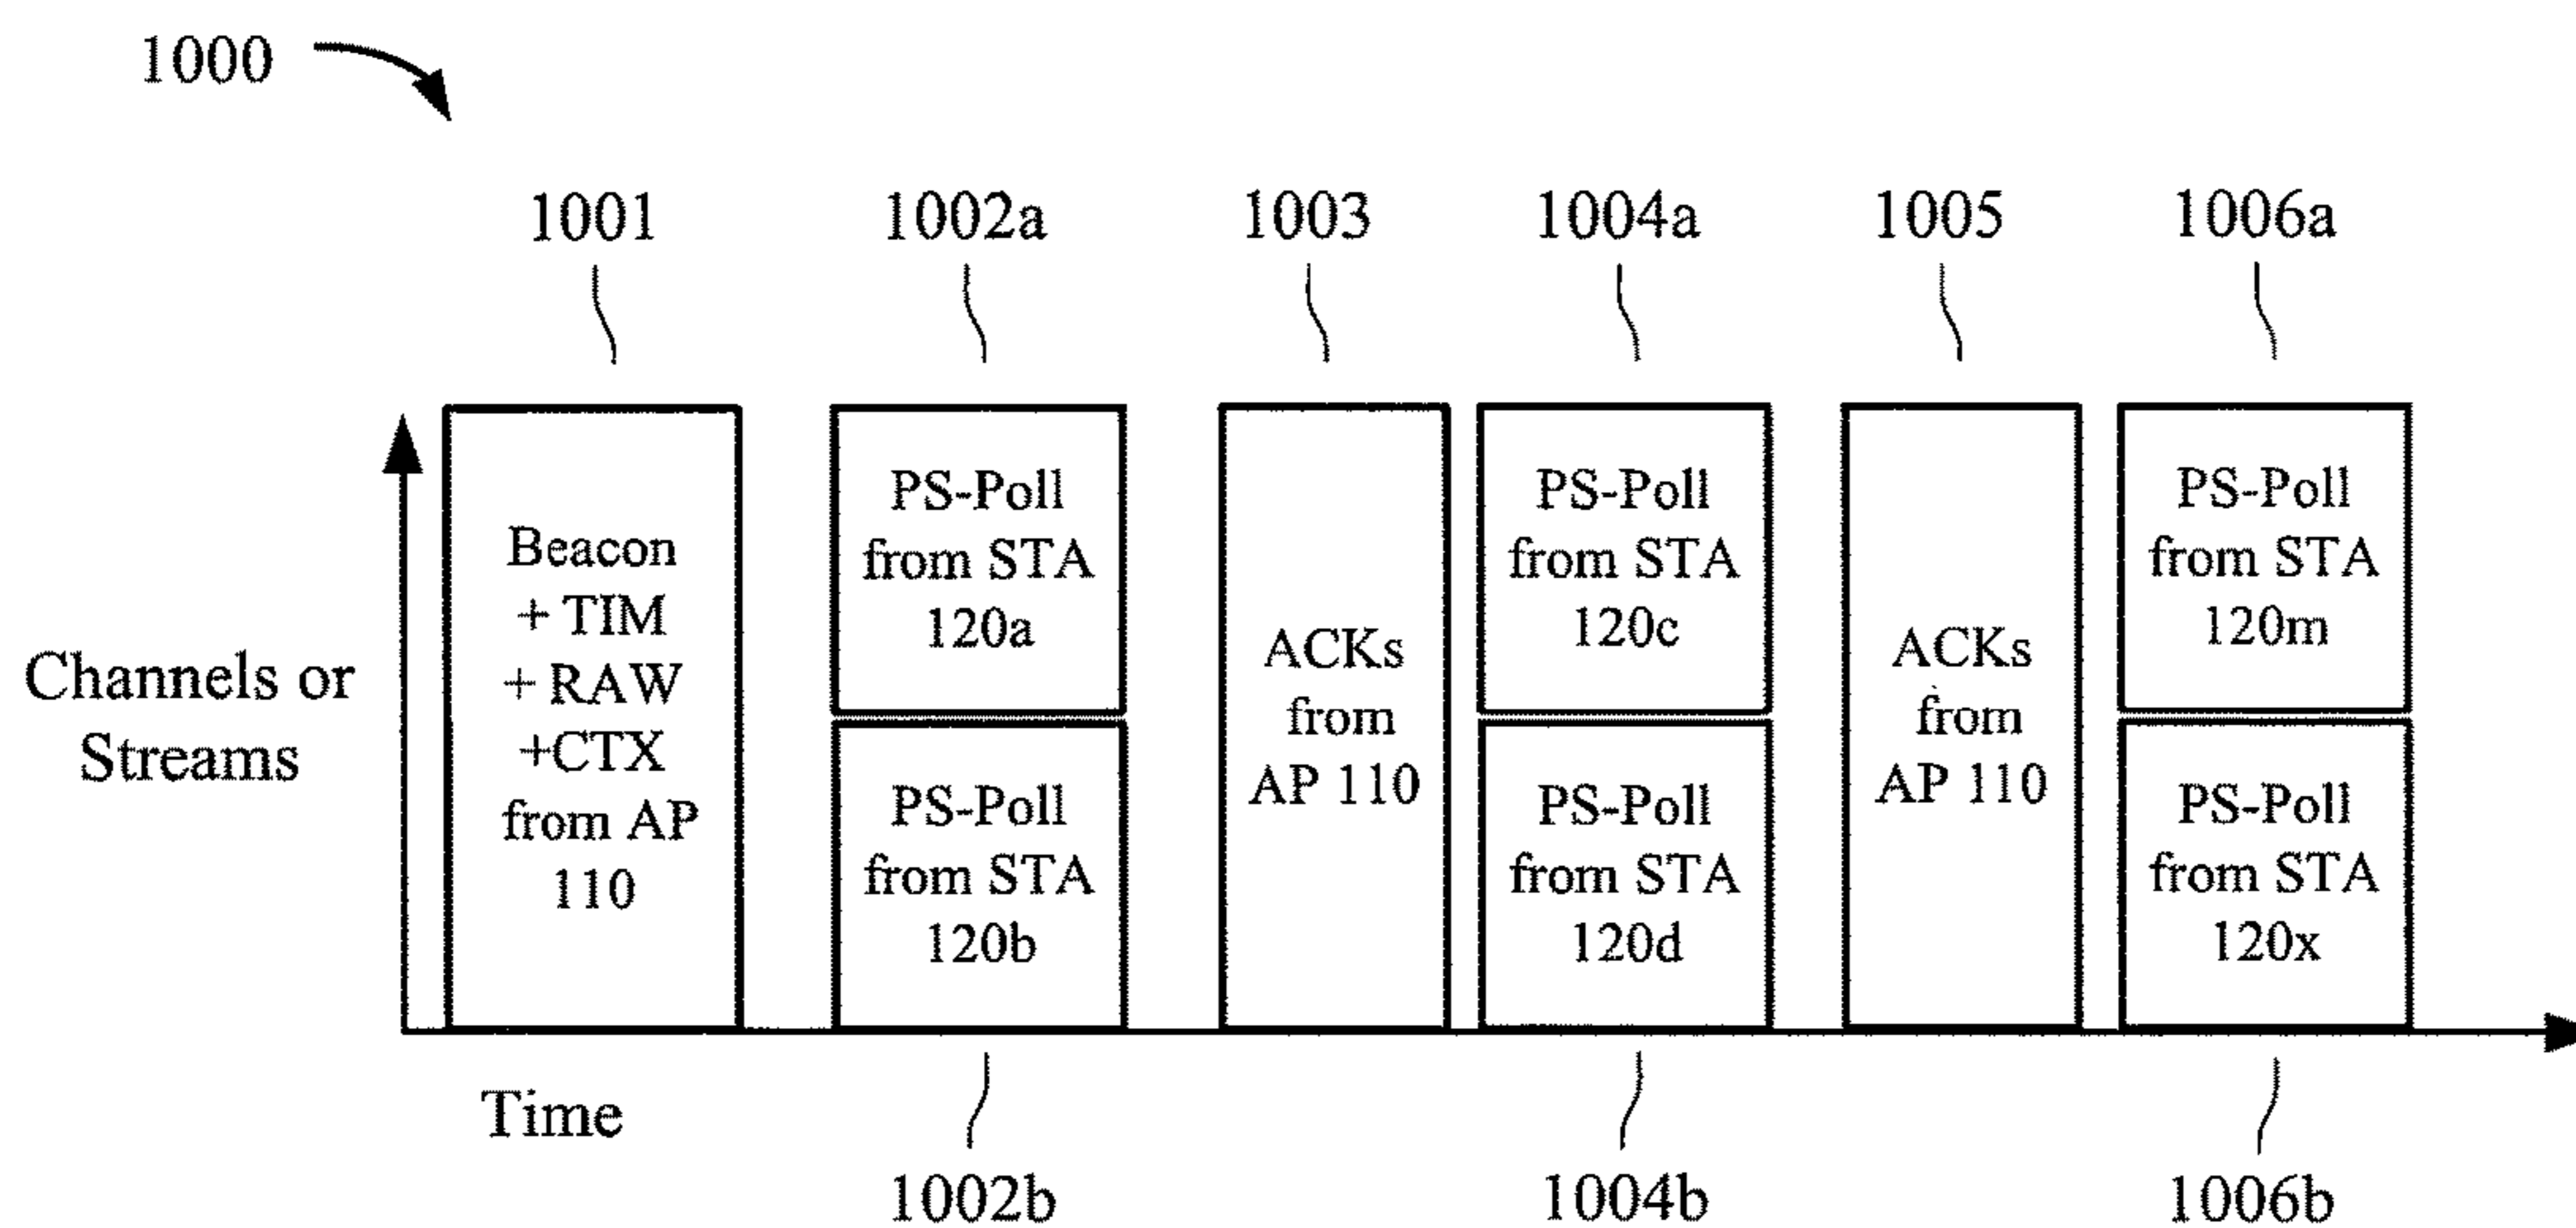 1000
1001
1002a
1003
1004a
1005
1006a
Channels or
Streams
Beacon
+ TIM
+ RAW
+CTX
from AP
110
PS-Poll
from STA
120a
PS-Poll
from STA
120b
ACKs
from
AP 110
PS-Poll
from STA
120c
PS-Poll
from STA
120d
ACKs
from
AP 110
PS-Poll
from STA
120m
PS-Poll
from STA
120x
Time
1002b
1004b
1006b